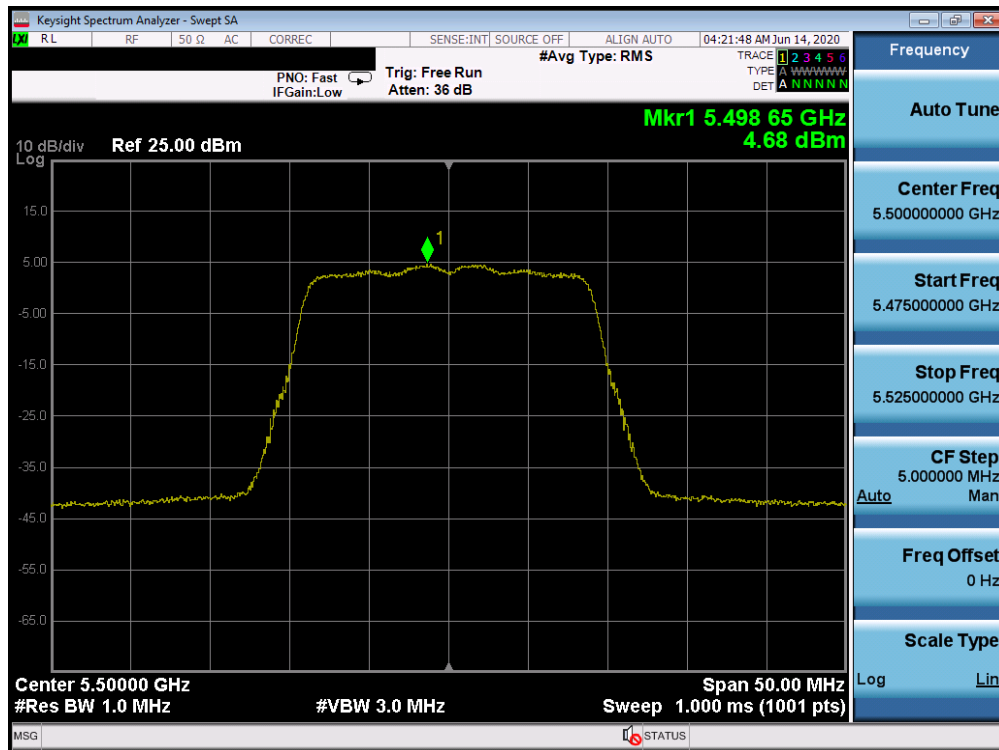 Keysight Spectrum Analyzer - Swept SA
LXI RL RF 50 Ω AC CORREC SENSE:INT SOURCE OFF ALIGN AUTO 04:21:48 AM Jun 14, 2020
#Avg Type: RMS
TRACE 1 2 3 4 5 6
TYPE A WWWWW
DET A N N N N N
PNO: Fast
IFGain:Low
Trig: Free Run
Atten: 36 dB
Mkr1 5.498 65 GHz
4.68 dBm
10 dB/div Ref 25.00 dBm
Log
15.0
5.00
-5.00
-15.0
-25.0
-35.0
-45.0
-55.0
-65.0
1
Center 5.50000 GHz
Span 50.00 MHz
#Res BW 1.0 MHz
#VBW 3.0 MHz
Sweep 1.000 ms (1001 pts)
MSG
STATUS
Frequency
Auto Tune
Center Freq
5.500000000 GHz
Start Freq
5.475000000 GHz
Stop Freq
5.525000000 GHz
CF Step
5.000000 MHz
Auto Man
Freq Offset
0 Hz
Scale Type
Log Lin